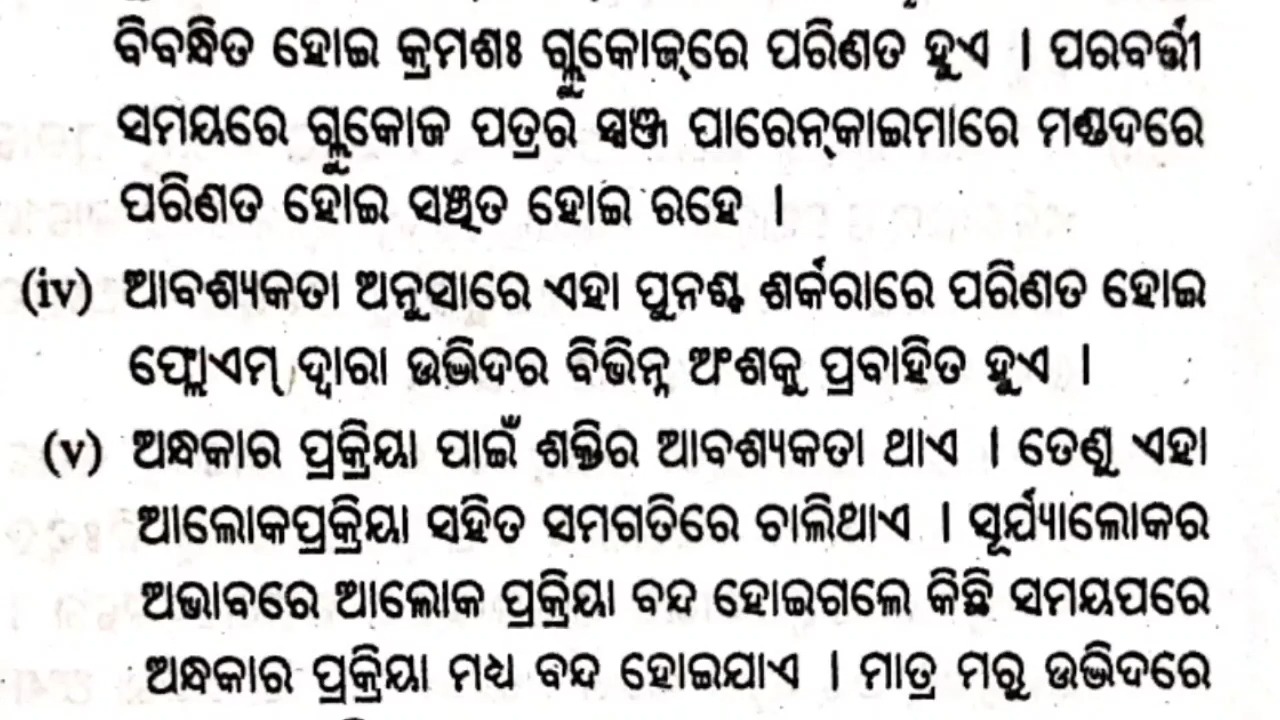 ବିବନ୍ଧିତ ହୋଇ କ୍ରମଶଃ ଗ୍ଲୁକୋଜ୍‌ରେ ପରିଣତ ହୁଏ । ପରବର୍ତ୍ତୀ
ସମୟରେ ଗ୍ଲୁକୋଜ ପତ୍ରର ସ୍ପଞ୍ଜ ପାରେନ୍‌କାଇମାରେ ମଣ୍ଡଦରେ
ପରିଣତ ହୋଇ ସଞ୍ଚିତ ହୋଇ ରହେ ।
(iv) ଆବଶ୍ୟକତା ଅନୁସାରେ ଏହା ପୁନଶ୍ଚ ଶର୍କରାରେ ପରିଣତ ହୋଇ
ଫ୍ଲୋଏମ୍ ଦ୍ୱାରା ଉଦ୍ଭିଦର ବିଭିନ୍ନ ଅଂଶକୁ ପ୍ରବାହିତ ହୁଏ ।
(v) ଅନ୍ଧକାର ପ୍ରକ୍ରିୟା ପାଇଁ ଶକ୍ତିର ଆବଶ୍ୟକତା ଥାଏ । ତେଣୁ ଏହା
ଆଲୋକପ୍ରକ୍ରିୟା ସହିତ ସମଗତିରେ ଚାଲିଥାଏ । ସୂର୍ଯ୍ୟାଲୋକର
ଅଭାବରେ ଆଲୋକ ପ୍ରକ୍ରିୟା ବନ୍ଦ ହୋଇଗଲେ କିଛି ସମୟପରେ
ଅନ୍ଧକାର ପ୍ରକ୍ରିୟା ମଧ୍ୟ ବନ୍ଦ ହୋଇଯାଏ । ମାତ୍ର ମରୁ ଉଦ୍ଭିଦରେ